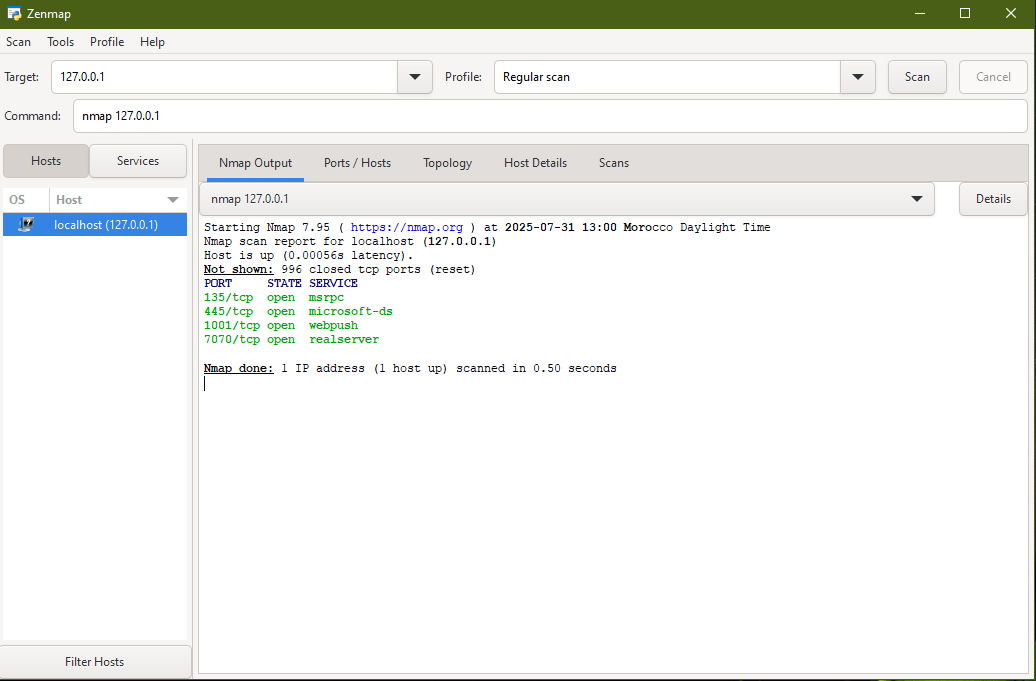 Zenmap
Scan Tools Profile Help
Target: 127.0.0.1 Profile: Regular scan Scan Cancel
Command: nmap 127.0.0.1
Hosts Services
OS Host
localhost (127.0.0.1)
Filter Hosts
Nmap Output Ports / Hosts Topology Host Details Scans
nmap 127.0.0.1 Details
Starting Nmap 7.95 ( https://nmap.org ) at 2025-07-31 13:00 Morocco Daylight Time
Nmap scan report for localhost (127.0.0.1)
Host is up (0.00056s latency).
Not shown: 996 closed tcp ports (reset)
PORT STATE SERVICE
135/tcp open msrpc
445/tcp open microsoft-ds
1001/tcp open webpush
7070/tcp open realserver
Nmap done: 1 IP address (1 host up) scanned in 0.50 seconds